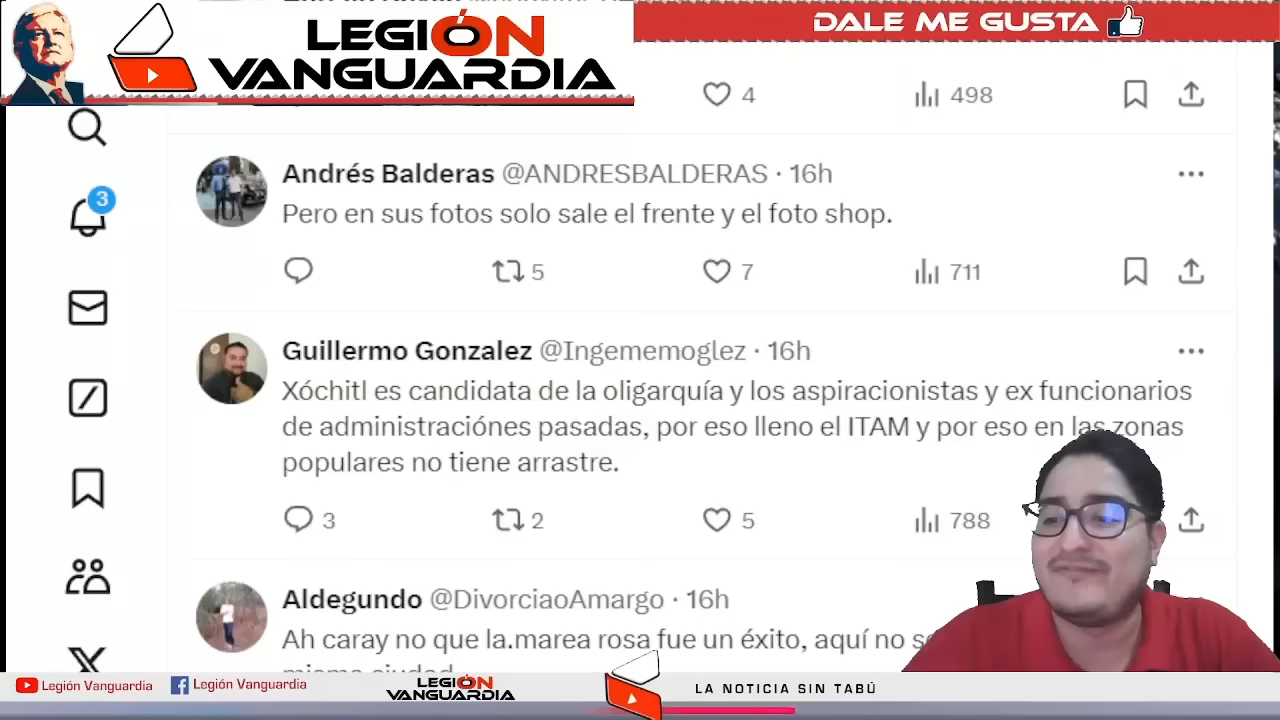 LEGIÓN
VANGUARDIA
DALE ME GUSTA
4
498
3
Andrés Balderas @ANDRESBALDERAS · 16h
Pero en sus fotos solo sale el frente y el foto shop.
5
7
711
Guillermo Gonzalez @Ingememoglez · 16h
Xóchitl es candidata de la oligarquía y los aspiracionistas y ex funcionarios
de administraciónes pasadas, por eso lleno el ITAM y por eso en las zonas
populares no tiene arrastre.
3
2
5
788
Aldegundo @DivorciaoAmargo · 16h
Ah caray no que la.marea rosa fue un éxito, aquí no
Legión Vanguardia
Legión Vanguardia
LEGIÓN
VANGUARDIA
LA NOTICIA SIN TABÚ